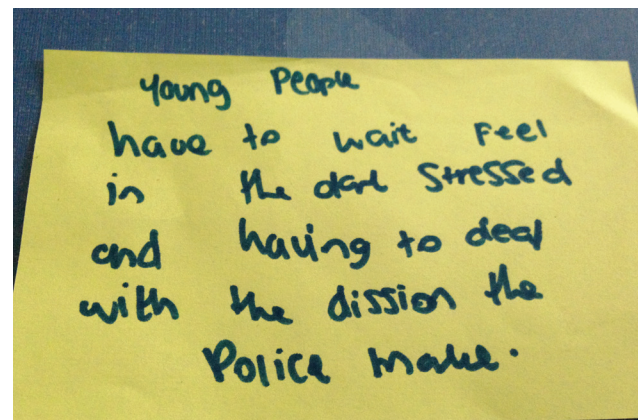 Young People
have to wait Feel
in the dark Stressed
and having to deal
with the dission the
Police make.